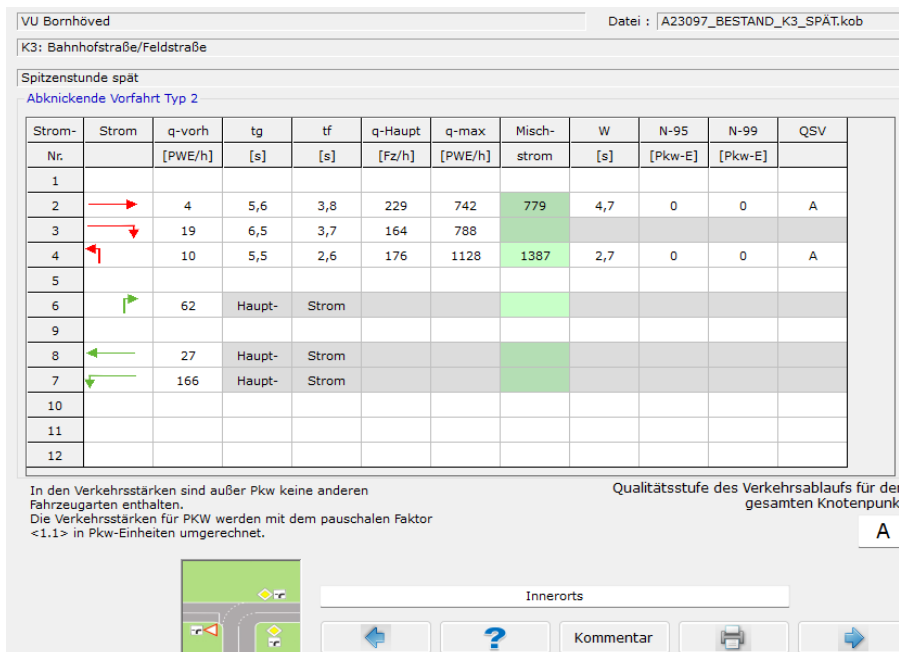 VU Bornhöved Datei : A23097_BESTAND_K3_SPÄT.kob
K3: Bahnhofstraße/Feldstraße
Spitzenstunde spät
Abknickende Vorfahrt Typ 2
Strom- Strom q-vorh tg tf q-Haupt q-max Misch- W N-95 N-99 QSV
Nr. [PWE/h] [s] [s] [Fz/h] [PWE/h] strom [s] [Pkw-E] [Pkw-E]
1
2 4 5,6 3,8 229 742 779 4,7 0 0 A
3 19 6,5 3,7 164 788
4 10 5,5 2,6 176 1128 1387 2,7 0 0 A
5
6 62 Haupt- Strom
9
8 27 Haupt- Strom
7 166 Haupt- Strom
10
11
12
In den Verkehrsstärken sind außer Pkw keine anderen
Fahrzeugarten enthalten.
Die Verkehrsstärken für PKW werden mit dem pauschalen Faktor
<1.1> in Pkw-Einheiten umgerechnet.
Qualitätsstufe des Verkehrsablaufs für der
gesamten Knotenpunk
A
Innerorts
? Kommentar